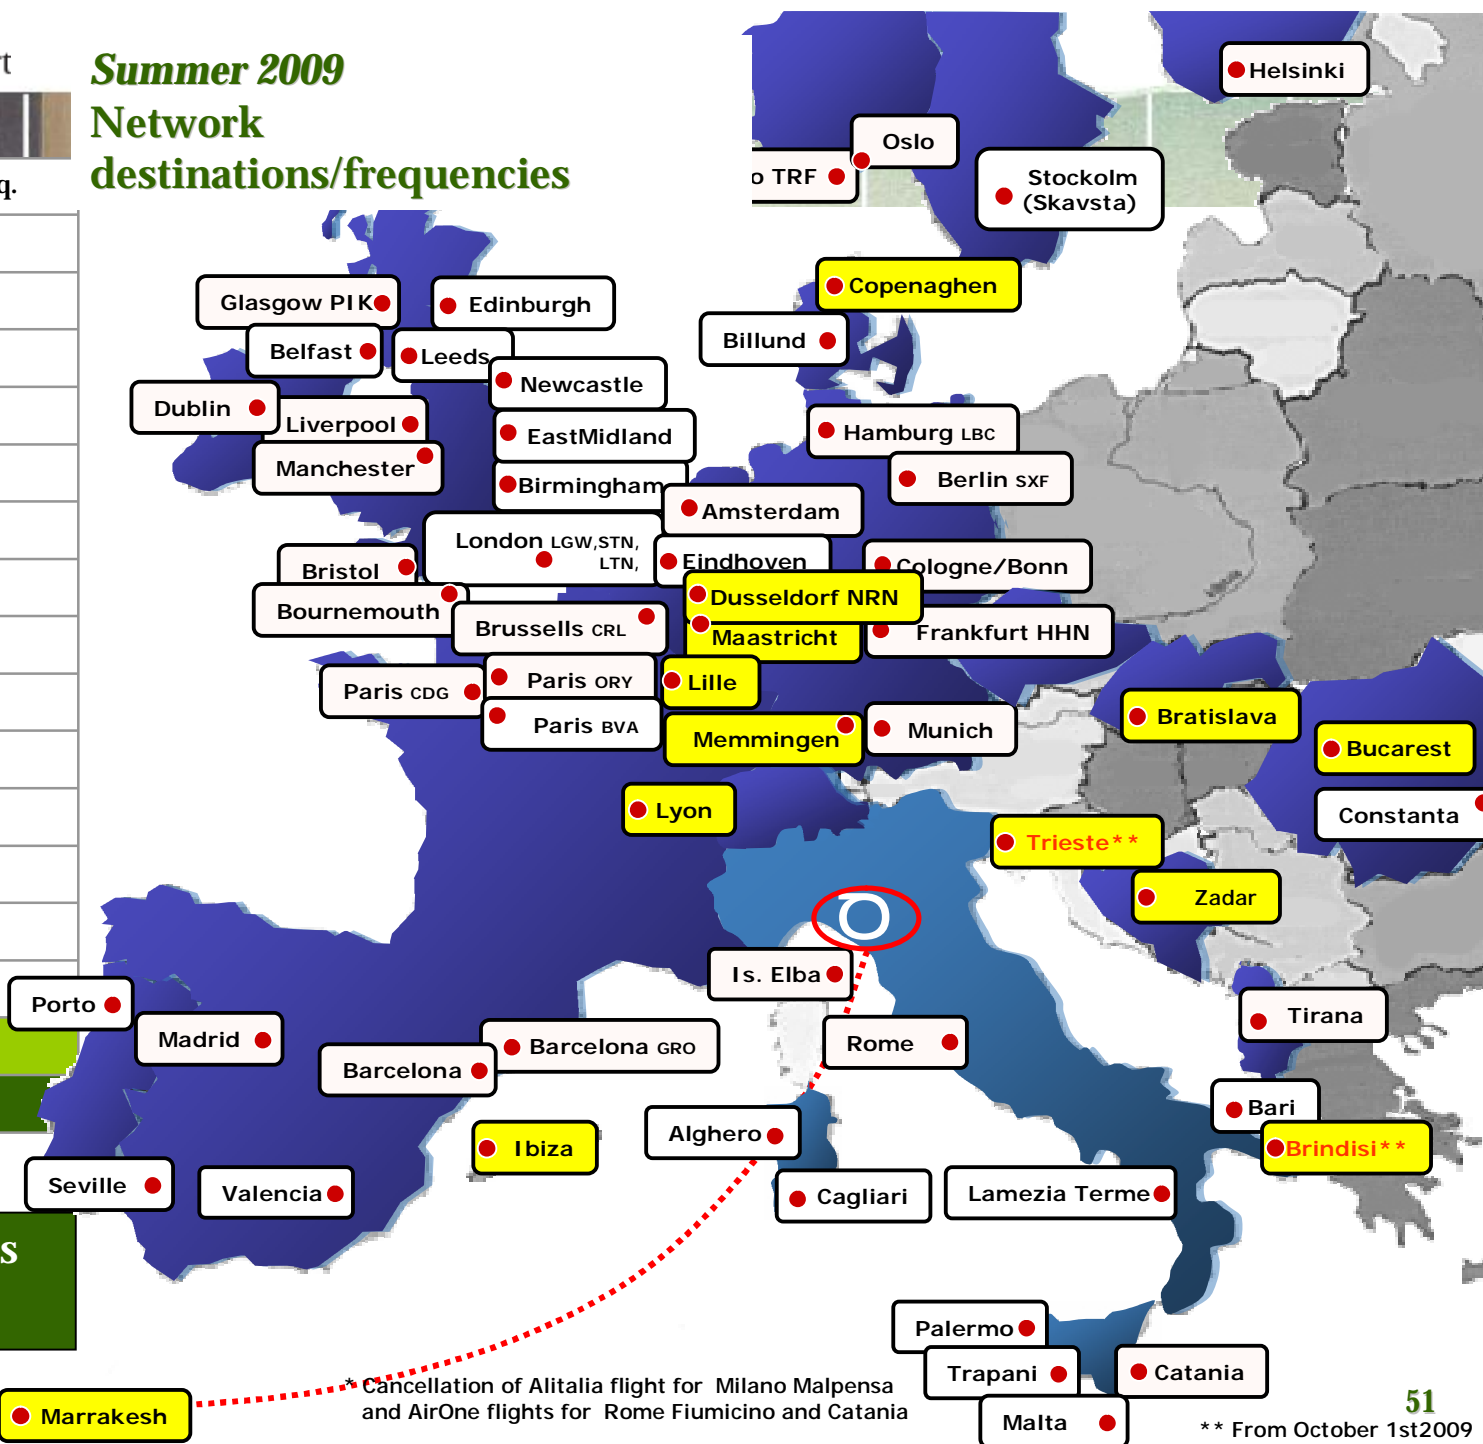 Summer 2009
Network
destinations/frequencies
t
q.
Helsinki
Oslo
o TRF
Stockolm
(Skavsta)
Copenaghen
Glasgow PIK
Edinburgh
Billund
Belfast
Leeds
Newcastle
Dublin
Liverpool
EastMidland
Hamburg LBC
Manchester
Birmingham
Berlin SXF
Amsterdam
London LGW,STN,
LTN,
Bristol
Eindhoven
Cologne/Bonn
Bournemouth
Dusseldorf NRN
Brussells CRL
Maastricht
Frankfurt HHN
Paris CDG
Paris ORY
Lille
Paris BVA
Memmingen
Munich
Bratislava
Bucarest
Lyon
Constanta
Trieste**
Zadar
Is. Elba
Porto
Madrid
Barcelona GRO
Rome
Tirana
Barcelona
Bari
Ibiza
Alghero
Brindisi**
Seville
Valencia
Cagliari
Lamezia Terme
s
Palermo
Trapani
Catania
Marrakesh
Malta
* Cancellation of Alitalia flight for Milano Malpensa
and AirOne flights for Rome Fiumicino and Catania
51
** From October 1st2009